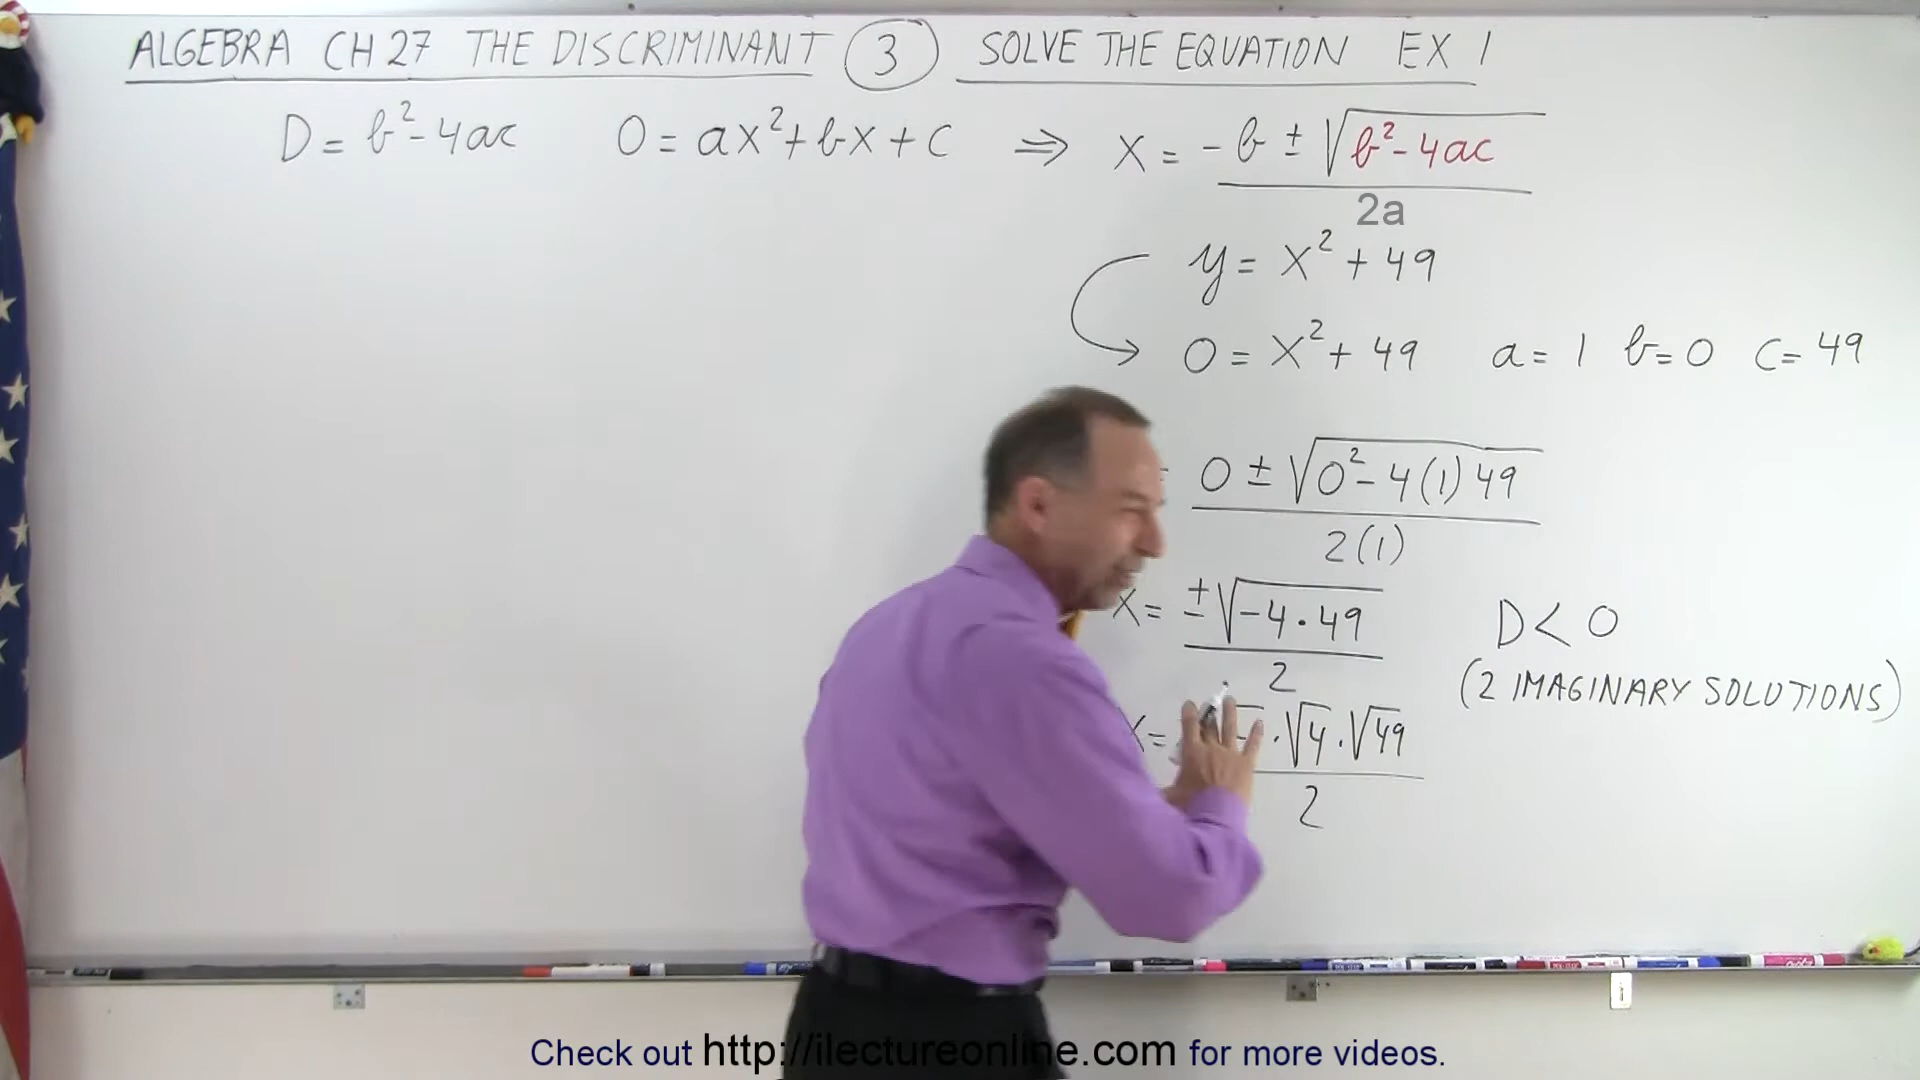 ALGEBRA CH 27 THE DISCRIMINANT 3 SOLVE THE EQUATION EX 1
D = b² - 4ac 0 = ax² + bx + c ⇒ x = -b ± √b² - 4ac
2a
y = x² + 49
0 = x² + 49 a = 1 b = 0 c = 49
0 ± √0² - 4(1)49
2(1)
x = ±√-4·49
2
D < 0
(2 IMAGINARY SOLUTIONS)
x = ·√4·√49
2
Check out http://ilectureonline.com for more videos.